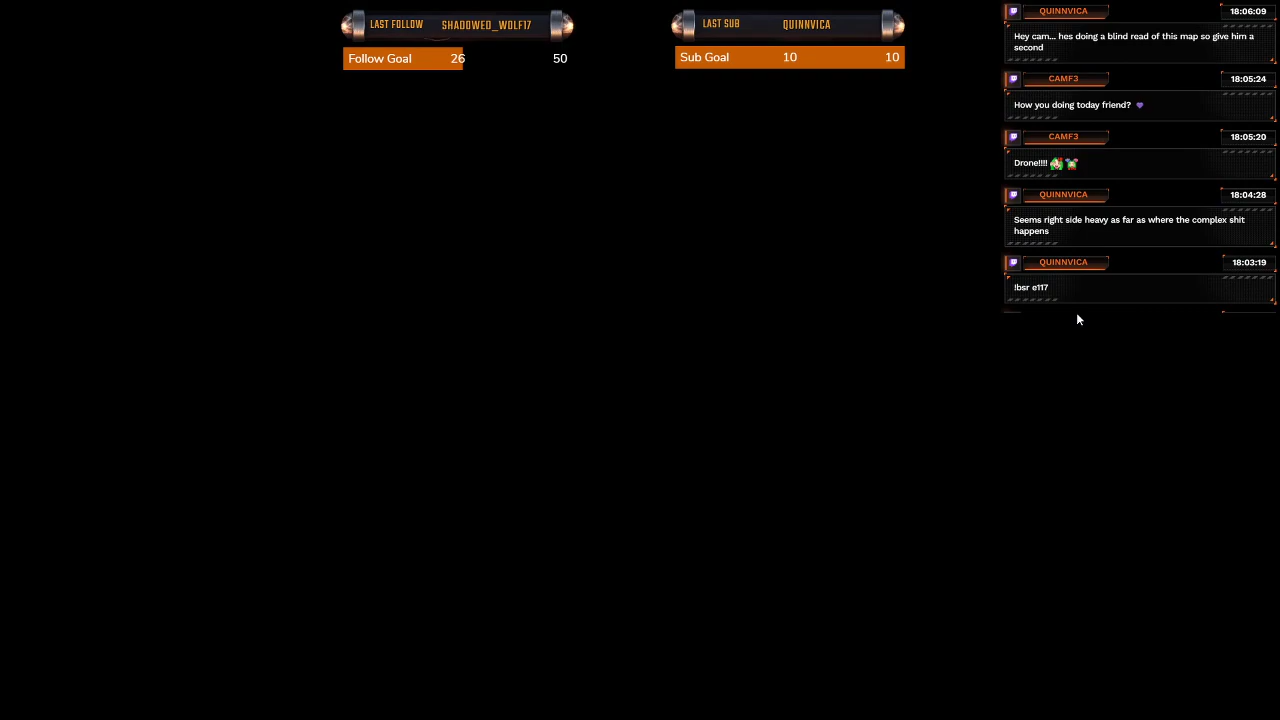 LAST FOLLOW SHADOWED_WOLF17
Follow Goal 26 50
LAST SUB QUINNVICA
Sub Goal 10 10
QUINNVICA 18:06:09
Hey cam... hes doing a blind read of this map so give him a
second
CAMF3 18:05:24
How you doing today friend?
CAMF3 18:05:20
Drone!!!!
QUINNVICA 18:04:28
Seems right side heavy as far as where the complex shit
happens
QUINNVICA 18:03:19
!bsr e117